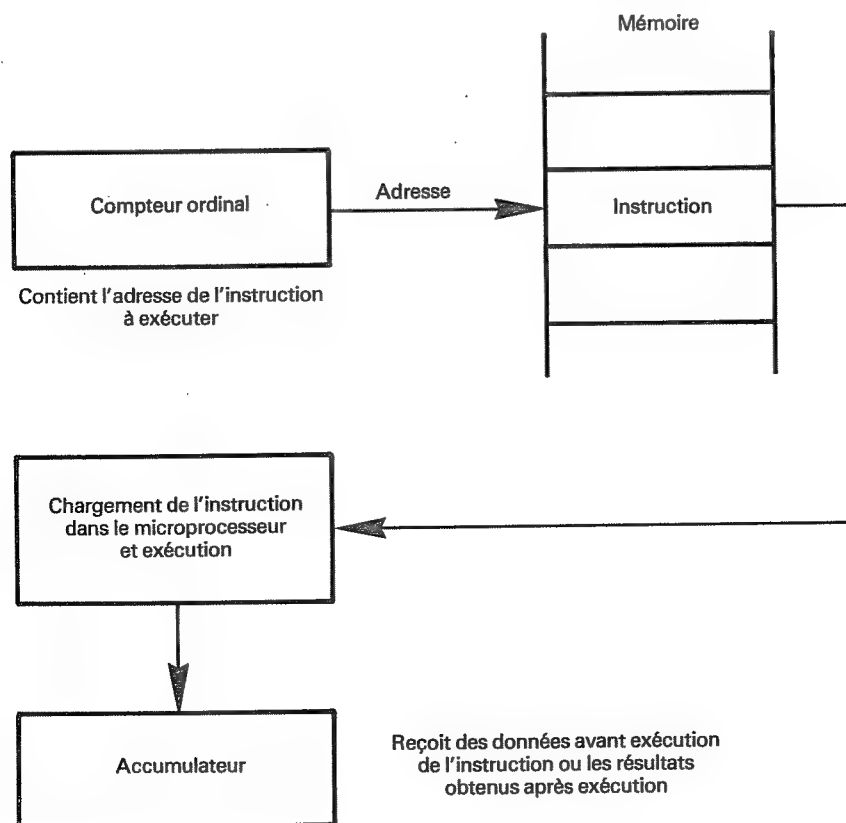 Mémoire
Compteur ordinal
Adresse
Instruction
Contient l'adresse de l'instruction
à exécuter
Chargement de l'instruction
dans le microprocesseur
et exécution
Accumulateur
Reçoit des données avant exécution
de l'instruction ou les résultats
obtenus après exécution